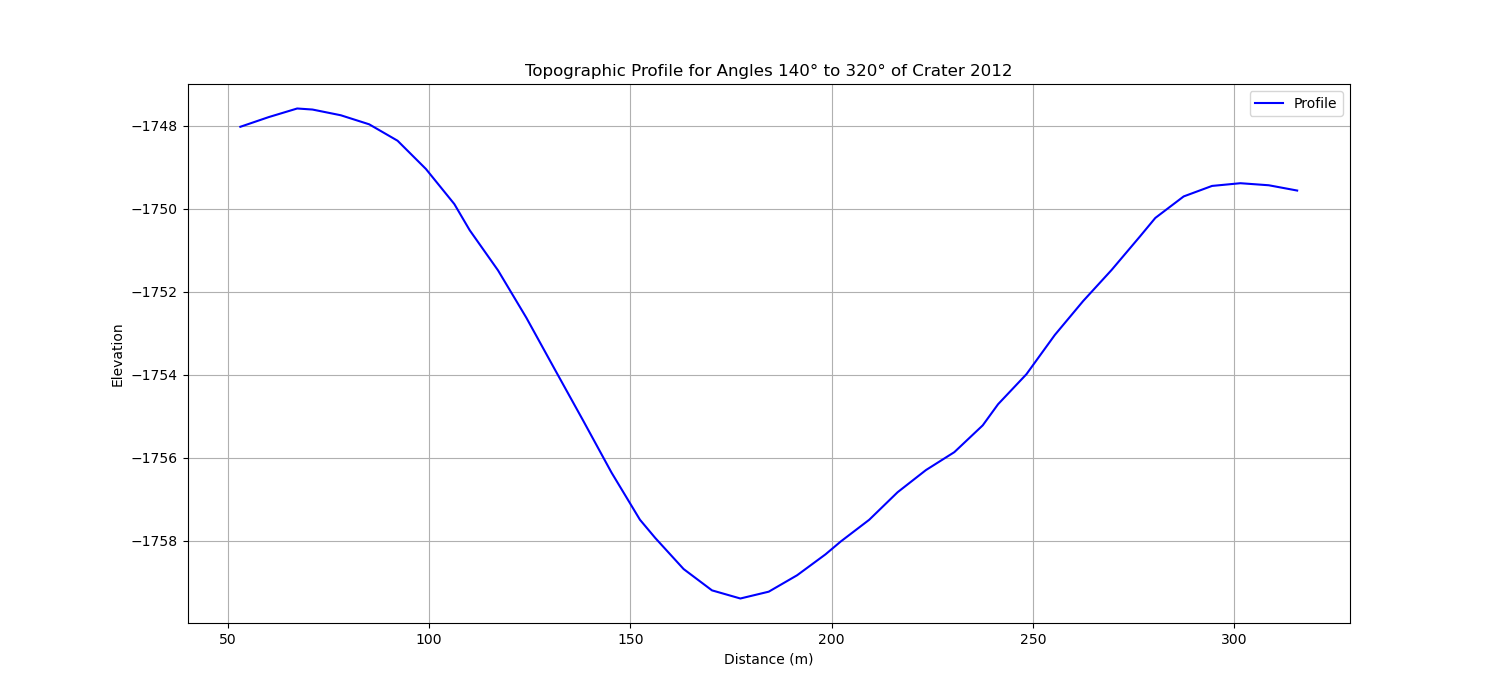 Topographic Profile for Angles 140° to 320° of Crater 2012
Profile
Elevation
−1748
−1750
−1752
−1754
−1756
−1758
50 100 150 200 250 300
Distance (m)